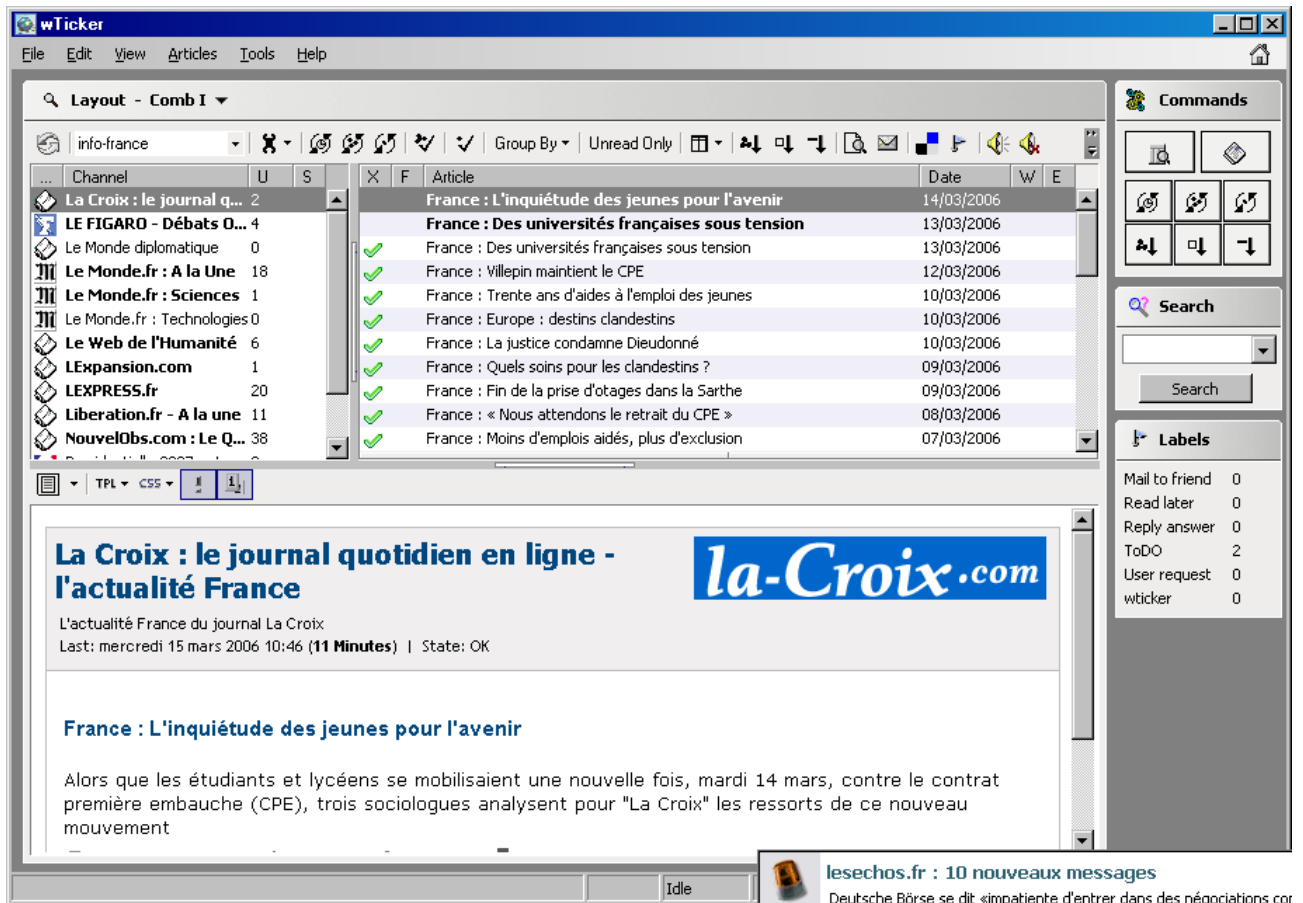 wTicker
File Edit View Articles Tools Help
Layout - Comb I
Commands
info-france
Group By
Unread Only
... Channel U S
X F Article Date W E
La Croix : le journal q... 2
LE FIGARO - Débats O... 4
Le Monde diplomatique 0
Le Monde.fr : A la Une 18
Le Monde.fr : Sciences 1
Le Monde.fr : Technologies 0
Le Web de l'Humanité 6
LExpansion.com 1
LEXPRESS.fr 20
Liberation.fr - A la une 11
NouvelObs.com : Le Q... 38
France : L'inquiétude des jeunes pour l'avenir 14/03/2006
France : Des universités françaises sous tension 13/03/2006
France : Des universités françaises sous tension 13/03/2006
France : Villepin maintient le CPE 12/03/2006
France : Trente ans d'aides à l'emploi des jeunes 10/03/2006
France : Europe : destins clandestins 10/03/2006
France : La justice condamne Dieudonné 10/03/2006
France : Quels soins pour les clandestins ? 09/03/2006
France : Fin de la prise d'otages dans la Sarthe 09/03/2006
France : « Nous attendons le retrait du CPE » 08/03/2006
France : Moins d'emplois aidés, plus d'exclusion 07/03/2006
Search
Search
Labels
Mail to friend 0
Read later 0
Reply answer 0
ToDO 2
User request 0
wticker 0
TPL CSS
La Croix : le journal quotidien en ligne -
l'actualité France
la-Croix.com
L'actualité France du journal La Croix
Last: mercredi 15 mars 2006 10:46 (11 Minutes) | State: OK
France : L'inquiétude des jeunes pour l'avenir
Alors que les étudiants et lycéens se mobilisaient une nouvelle fois, mardi 14 mars, contre le contrat
première embauche (CPE), trois sociologues analysent pour "La Croix" les ressorts de ce nouveau
mouvement
Idle
lesechos.fr : 10 nouveaux messages
Deutsche Börse se dit «impatiente d'entrer dans des négociations